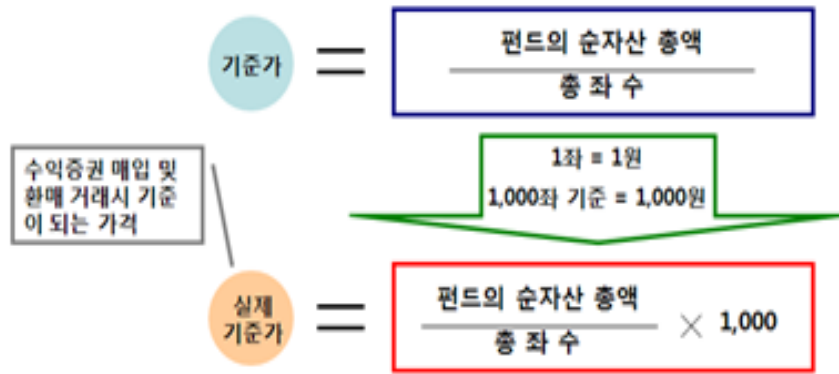 기준가
=
펀드의 순자산 총액
총 좌 수
1좌 = 1원
1,000좌 기준 = 1,000원
수익증권 매입 및
환매 거래시 기준
이 되는 가격
실제
기준가
=
펀드의 순자산 총액
총 좌 수
× 1,000